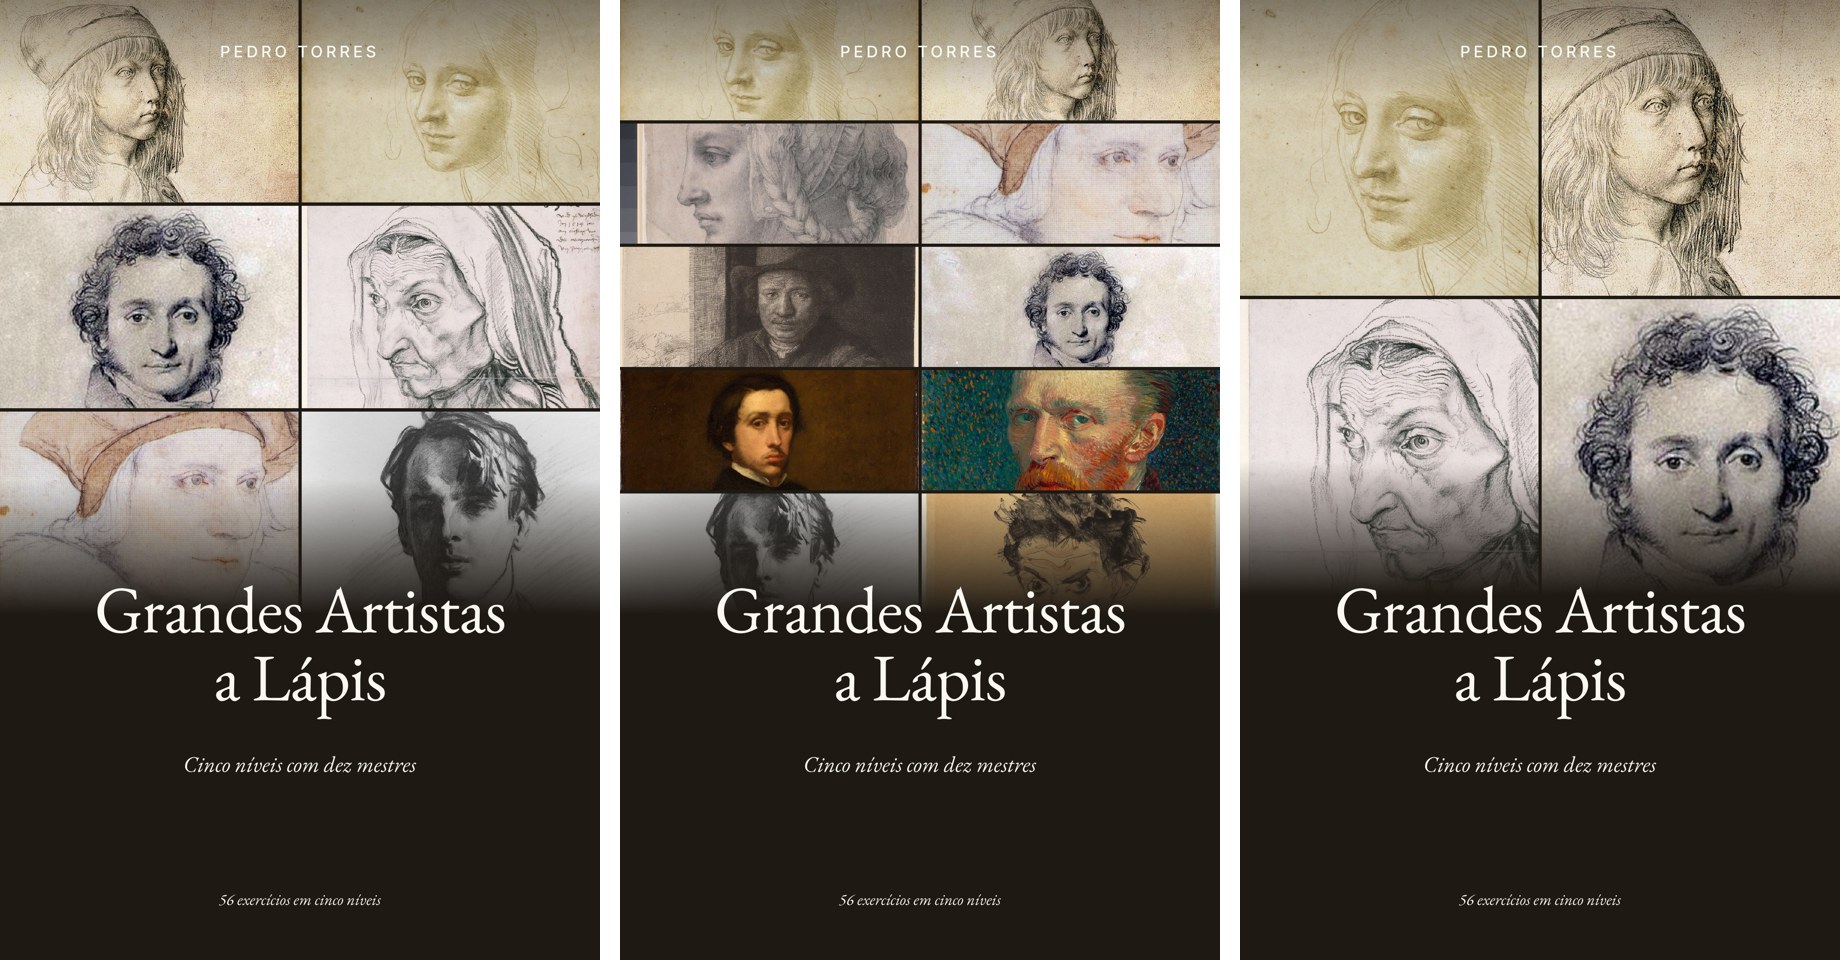 PEDRO TORRES
Grandes Artistas
a Lápis
Cinco níveis com dez mestres
56 exercícios em cinco níveis
PEDRO TORRES
Grandes Artistas
a Lápis
Cinco níveis com dez mestres
56 exercícios em cinco níveis
PEDRO TORRES
Grandes Artistas
a Lápis
Cinco níveis com dez mestres
56 exercícios em cinco níveis